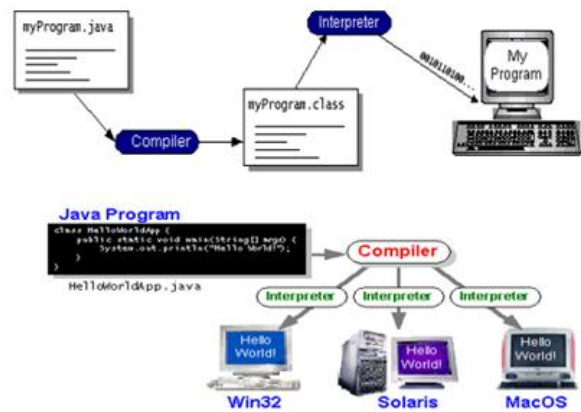 myProgram.java
Interpreter
0010110100...
My
Program
myProgram.class
Compiler
Java Program
class HelloWorldApp {
public static void main(String[] args) {
System.out.println("Hello World!");
}
}
HelloWorldApp.java
Compiler
Interpreter
Interpreter
Interpreter
Hello
World!
Hello
World!
Hello
World!
Win32
Solaris
MacOS